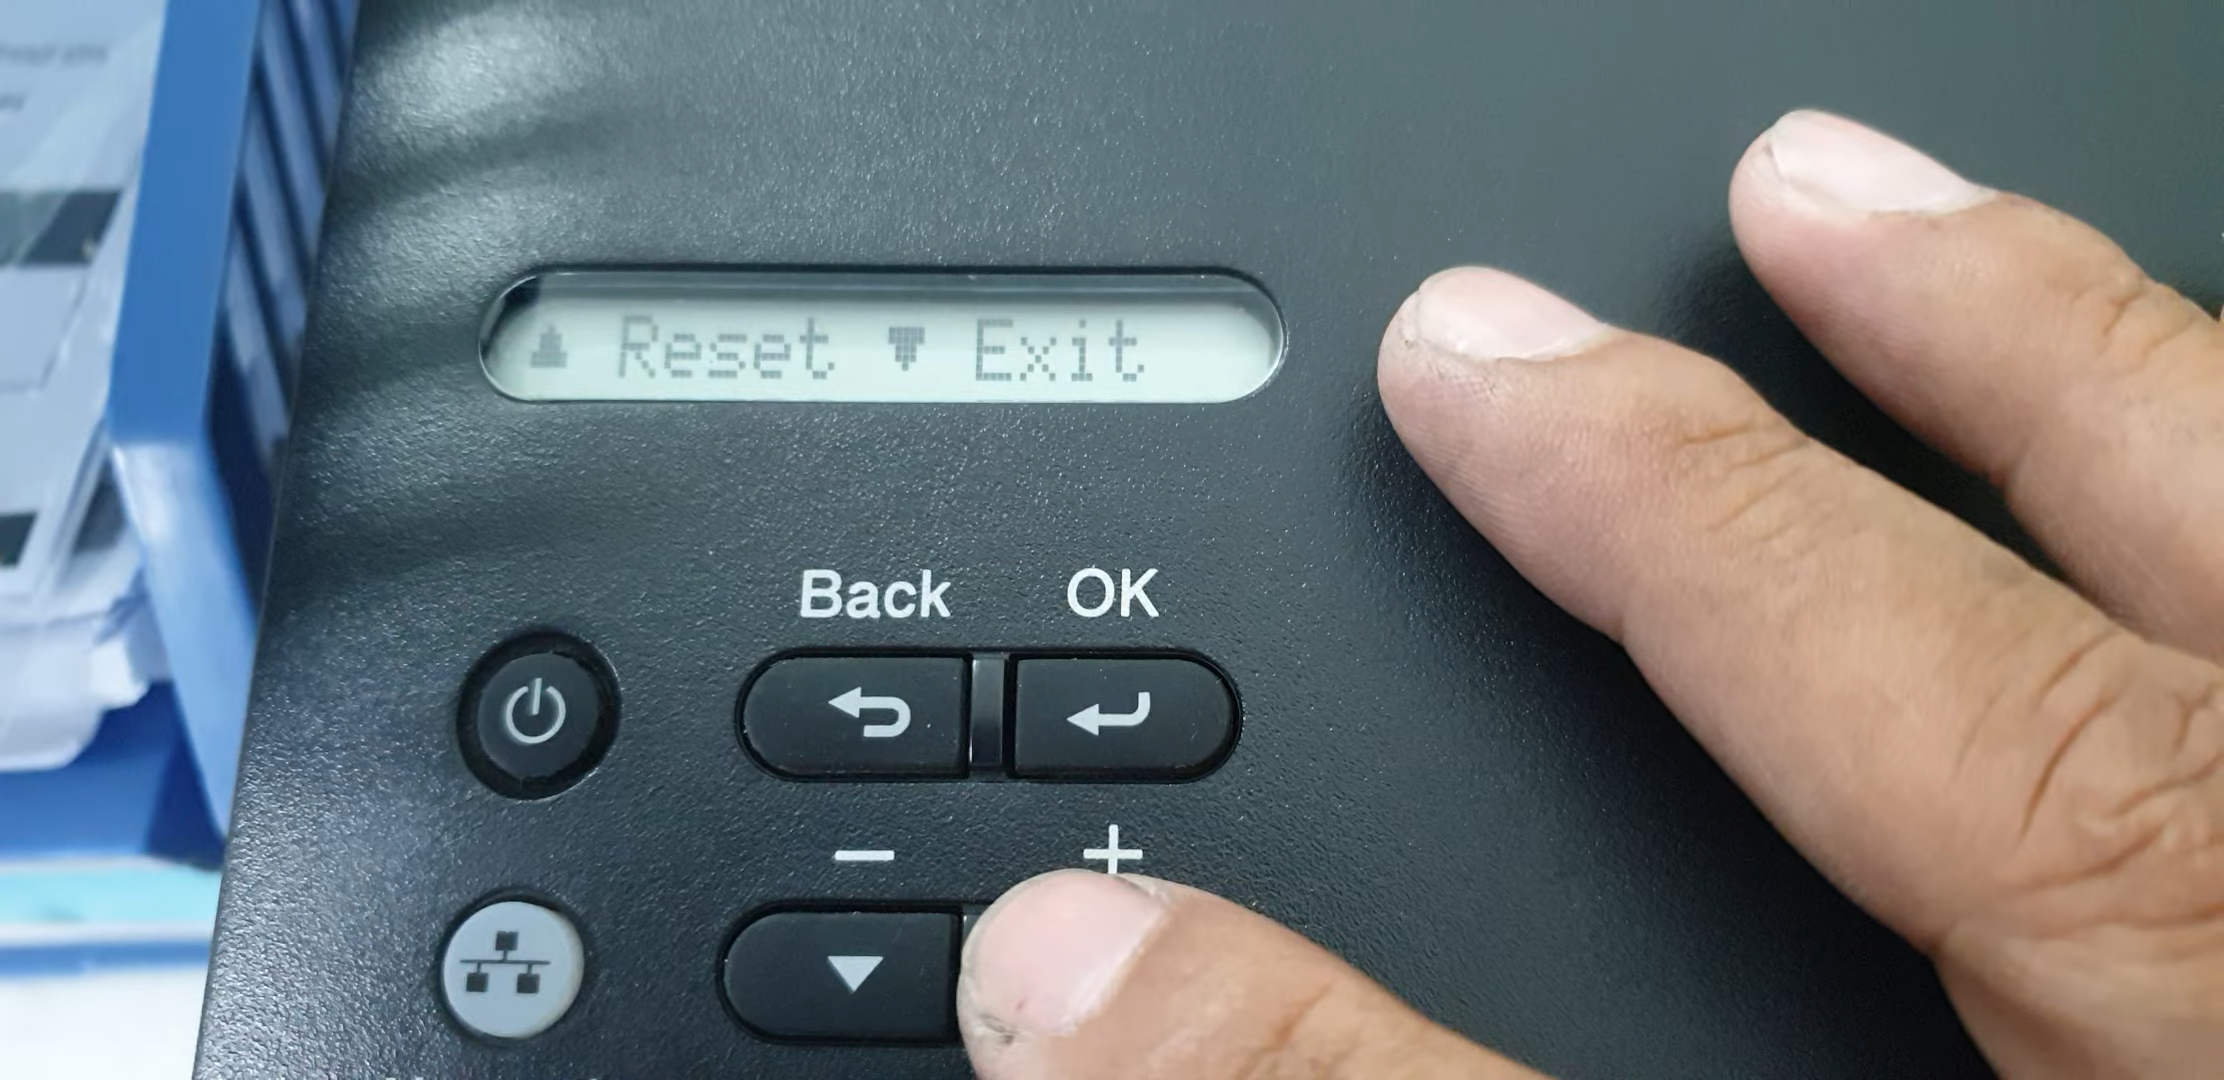 ▲ Reset ▼ Exit
Back OK
− +